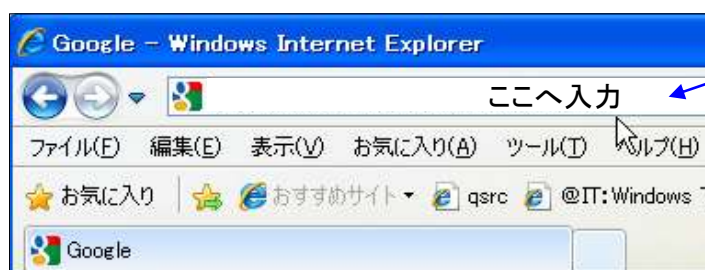 Google - Windows Internet Explorer
ここへ入力
ファイル(F) 編集(E) 表示(V) お気に入り(A) ツール(T) ヘルプ(H)
お気に入り おすすめサイト qsrc @IT:Windows
Google